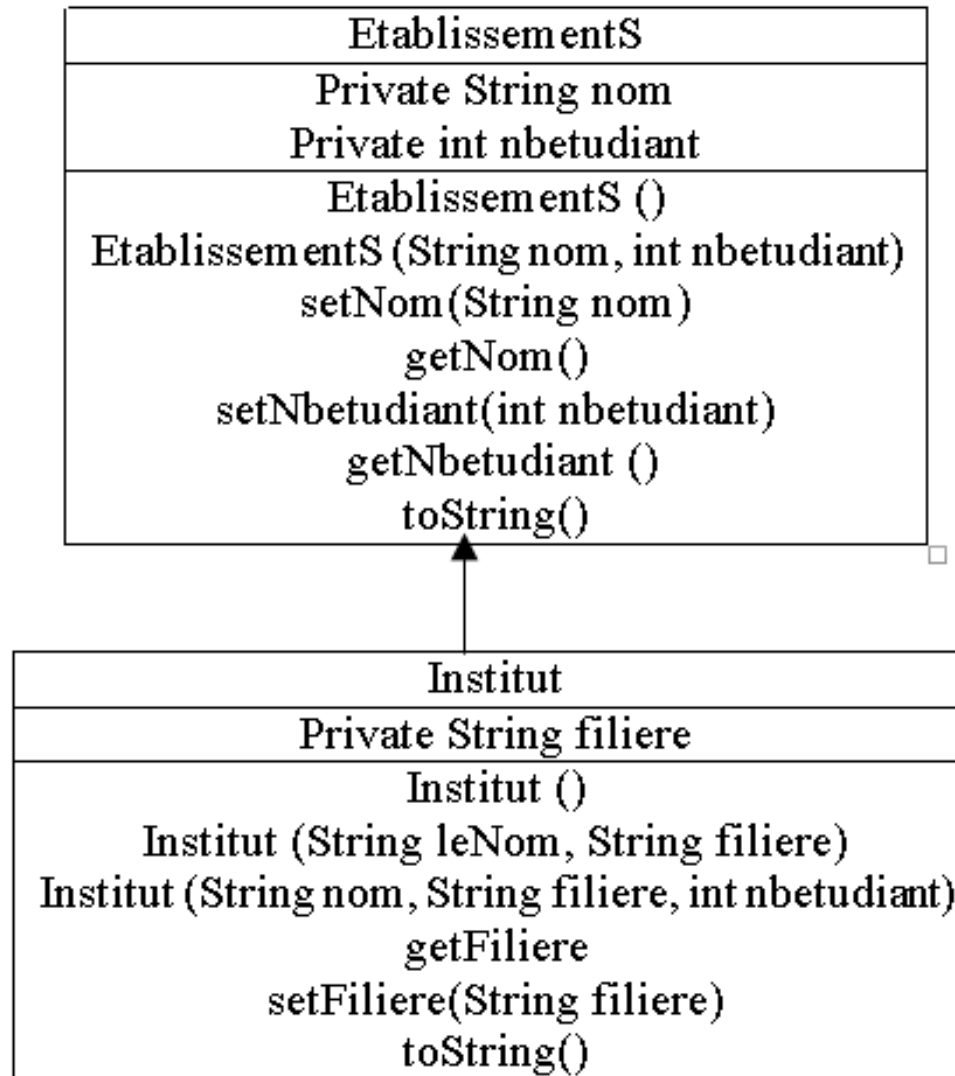 EtablissementS
Private String nom
Private int nbetudiant
EtablissementS ()
EtablissementS (String nom, int nbetudiant)
setNom(String nom)
getNom()
setNbetudiant(int nbetudiant)
getNbetudiant ()
toString()
Institut
Private String filiere
Institut ()
Institut (String leNom, String filiere)
Institut (String nom, String filiere, int nbetudiant)
getFiliere
setFiliere(String filiere)
toString()